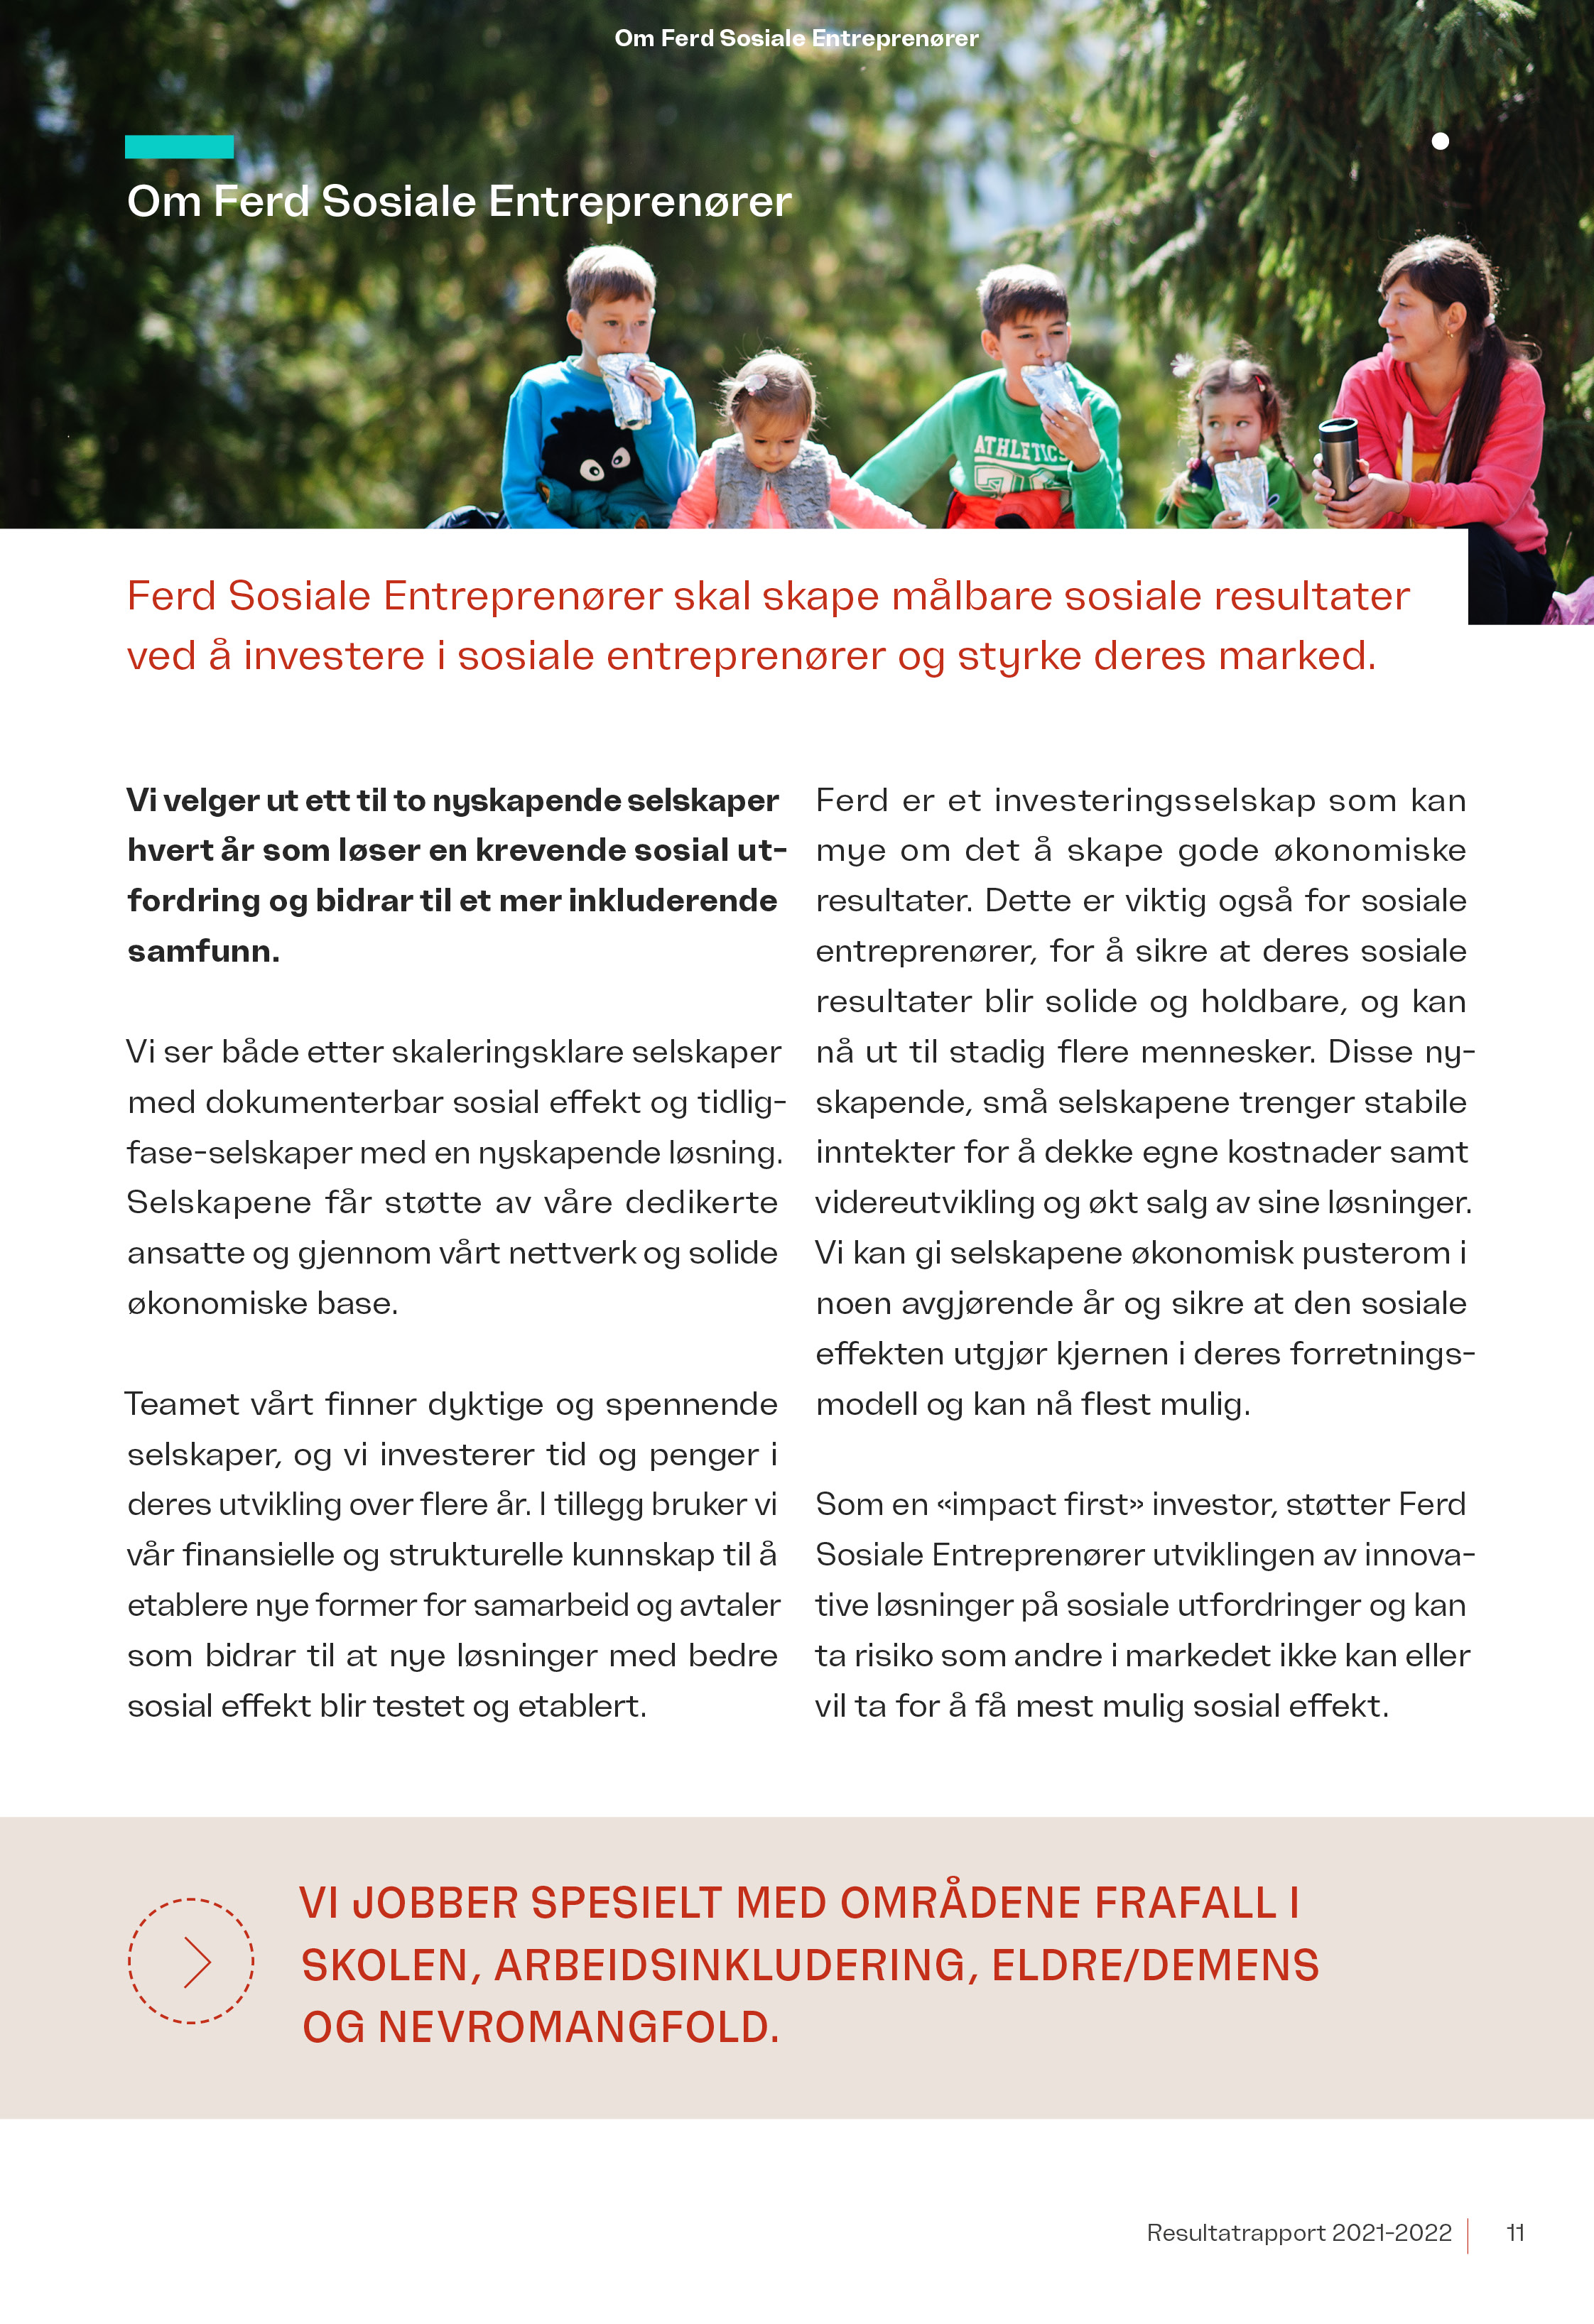 Om Ferd Sosiale Entreprenører
Om Ferd Sosiale Entreprenører
ATHLETICS
Ferd Sosiale Entreprenører skal skape målbare sosiale resultater
ved å investere i sosiale entreprenører og styrke deres marked.
Vi velger ut ett til to nyskapende selskaper
hvert år som løser en krevende sosial ut-
fordring og bidrar til et mer inkluderende
samfunn.
Vi ser både etter skaleringsklare selskaper
med dokumenterbar sosial effekt og tidlig-
fase-selskaper med en nyskapende løsning.
Selskapene får støtte av våre dedikerte
ansatte og gjennom vårt nettverk og solide
økonomiske base.
Teamet vårt finner dyktige og spennende
selskaper, og vi investerer tid og penger i
deres utvikling over flere år. I tillegg bruker vi
vår finansielle og strukturelle kunnskap til å
etablere nye former for samarbeid og avtaler
som bidrar til at nye løsninger med bedre
sosial effekt blir testet og etablert.
Ferd er et investeringsselskap som kan
mye om det å skape gode økonomiske
resultater. Dette er viktig også for sosiale
entreprenører, for å sikre at deres sosiale
resultater blir solide og holdbare, og kan
nå ut til stadig flere mennesker. Disse ny-
skapende, små selskapene trenger stabile
inntekter for å dekke egne kostnader samt
videreutvikling og økt salg av sine løsninger.
Vi kan gi selskapene økonomisk pusterom i
noen avgjørende år og sikre at den sosiale
effekten utgjør kjernen i deres forretnings-
modell og kan nå flest mulig.
Som en «impact first» investor, støtter Ferd
Sosiale Entreprenører utviklingen av innova-
tive løsninger på sosiale utfordringer og kan
ta risiko som andre i markedet ikke kan eller
vil ta for å få mest mulig sosial effekt.
VI JOBBER SPESIELT MED OMRÅDENE FRAFALL I
SKOLEN, ARBEIDSINKLUDERING, ELDRE/DEMENS
OG NEVROMANGFOLD.
Resultatrapport 2021-2022 11